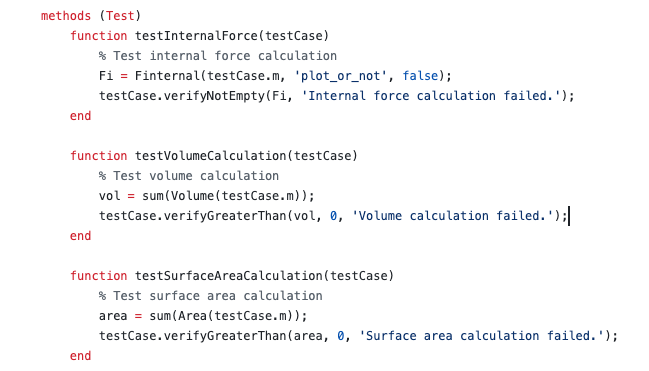 methods (Test)
function testInternalForce(testCase)
% Test internal force calculation
Fi = Finternal(testCase.m, 'plot_or_not', false);
testCase.verifyNotEmpty(Fi, 'Internal force calculation failed.');
end
function testVolumeCalculation(testCase)
% Test volume calculation
vol = sum(Volume(testCase.m));
testCase.verifyGreaterThan(vol, 0, 'Volume calculation failed.');
end
function testSurfaceAreaCalculation(testCase)
% Test surface area calculation
area = sum(Area(testCase.m));
testCase.verifyGreaterThan(area, 0, 'Surface area calculation failed.');
end